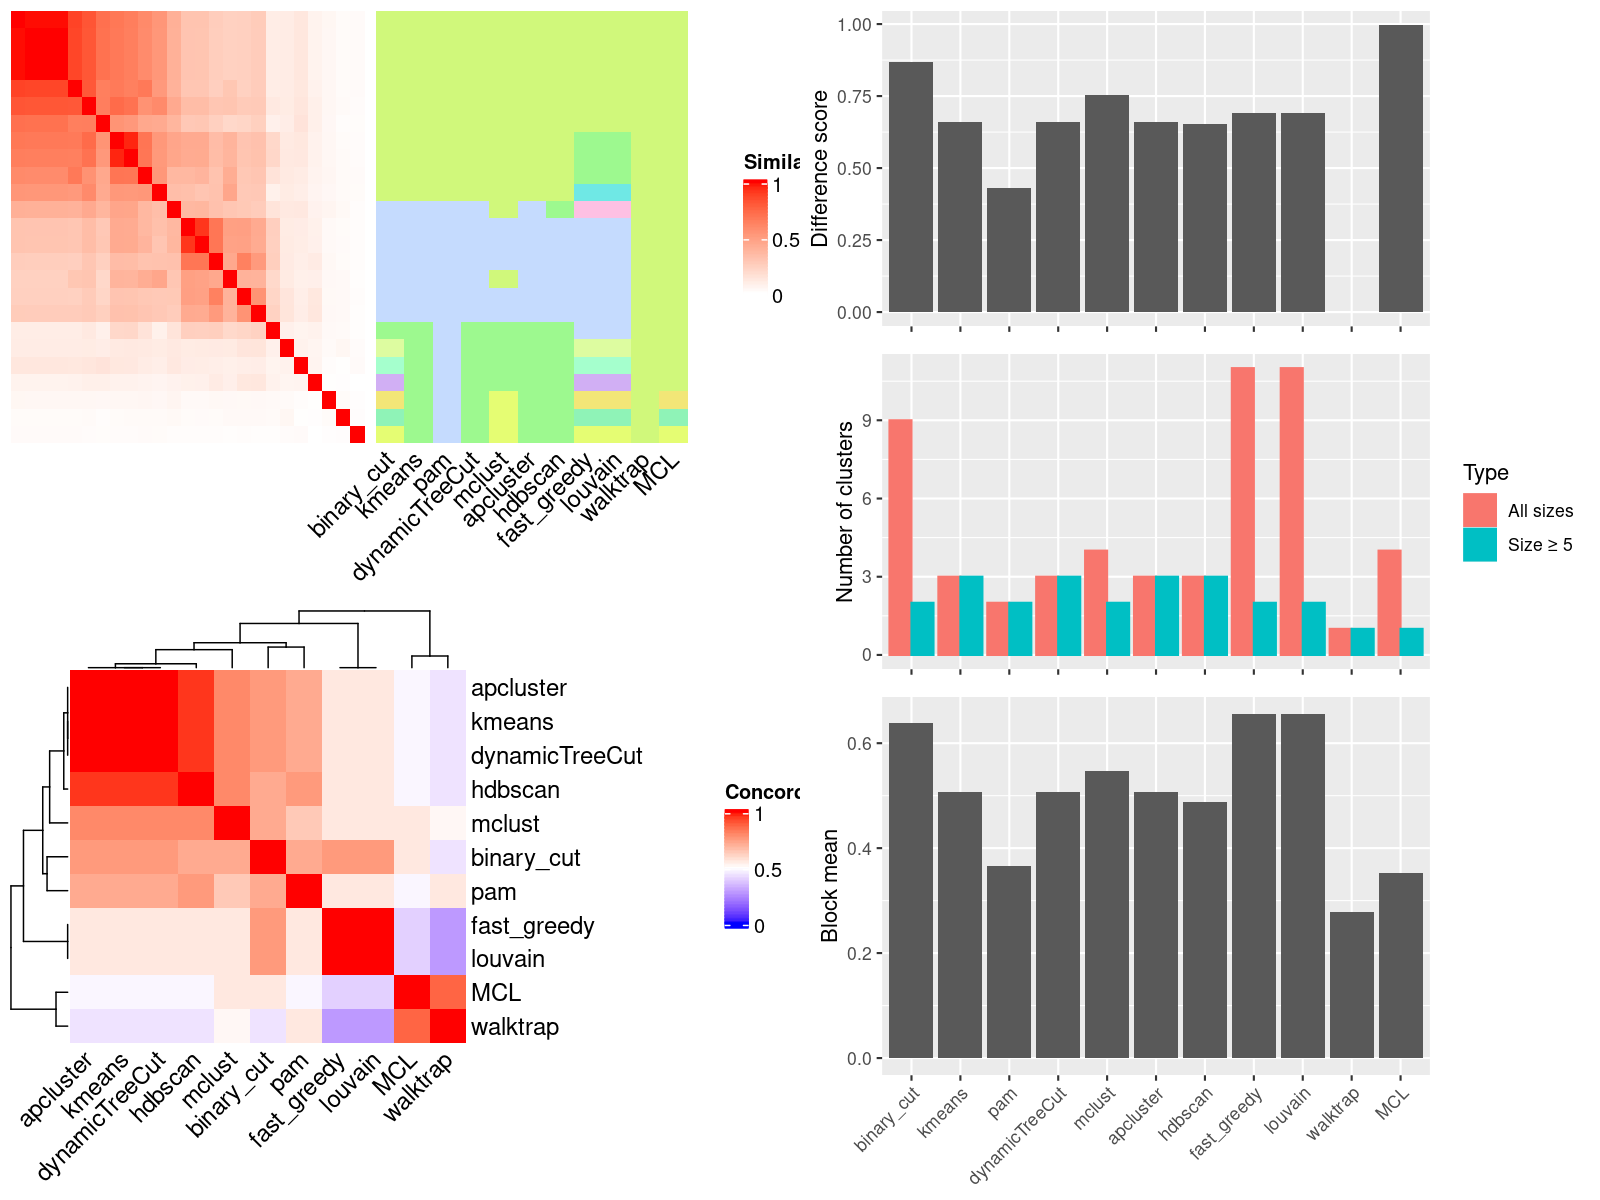 Simila
1
0.5
0
binary_cut
kmeans
pam
dynamicTreeCut
mclust
apcluster
hdbscan
fast_greedy
louvain
walktrap
MCL
Difference score
1.00
0.75
0.50
0.25
0.00
Number of clusters
9
6
3
0
Type
All sizes
Size ≥ 5
apcluster
kmeans
dynamicTreeCut
hdbscan
mclust
binary_cut
pam
fast_greedy
louvain
MCL
walktrap
Concord
1
0.5
0
apcluster
kmeans
dynamicTreeCut
hdbscan
mclust
binary_cut
pam
fast_greedy
louvain
MCL
walktrap
Block mean
0.6
0.4
0.2
0.0
binary_cut
kmeans
pam
dynamicTreeCut
mclust
apcluster
hdbscan
fast_greedy
louvain
walktrap
MCL